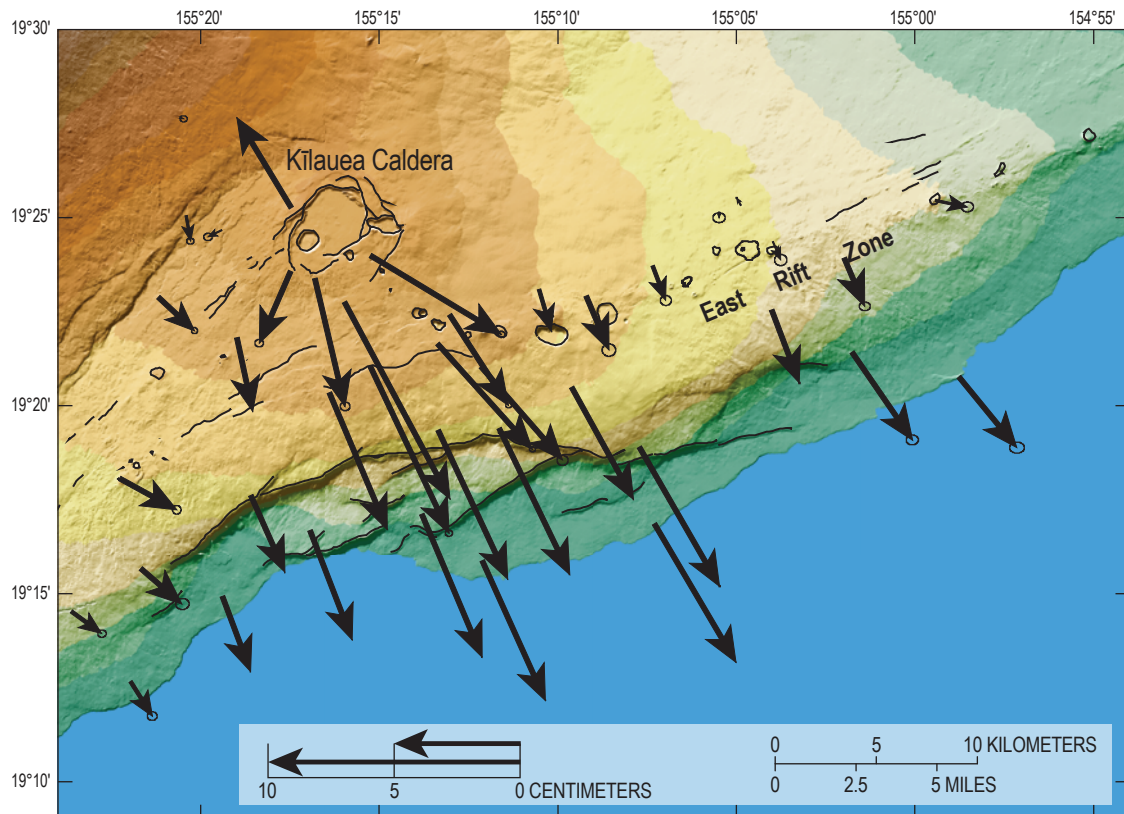 155°20' 155°15' 155°10' 155°05' 155°00' 154°55'
19°30'
Kīlauea Caldera
19°25'
East Rift Zone
19°20'
19°15'
19°10'
10 5 0 CENTIMETERS
0 5 10 KILOMETERS
0 2.5 5 MILES